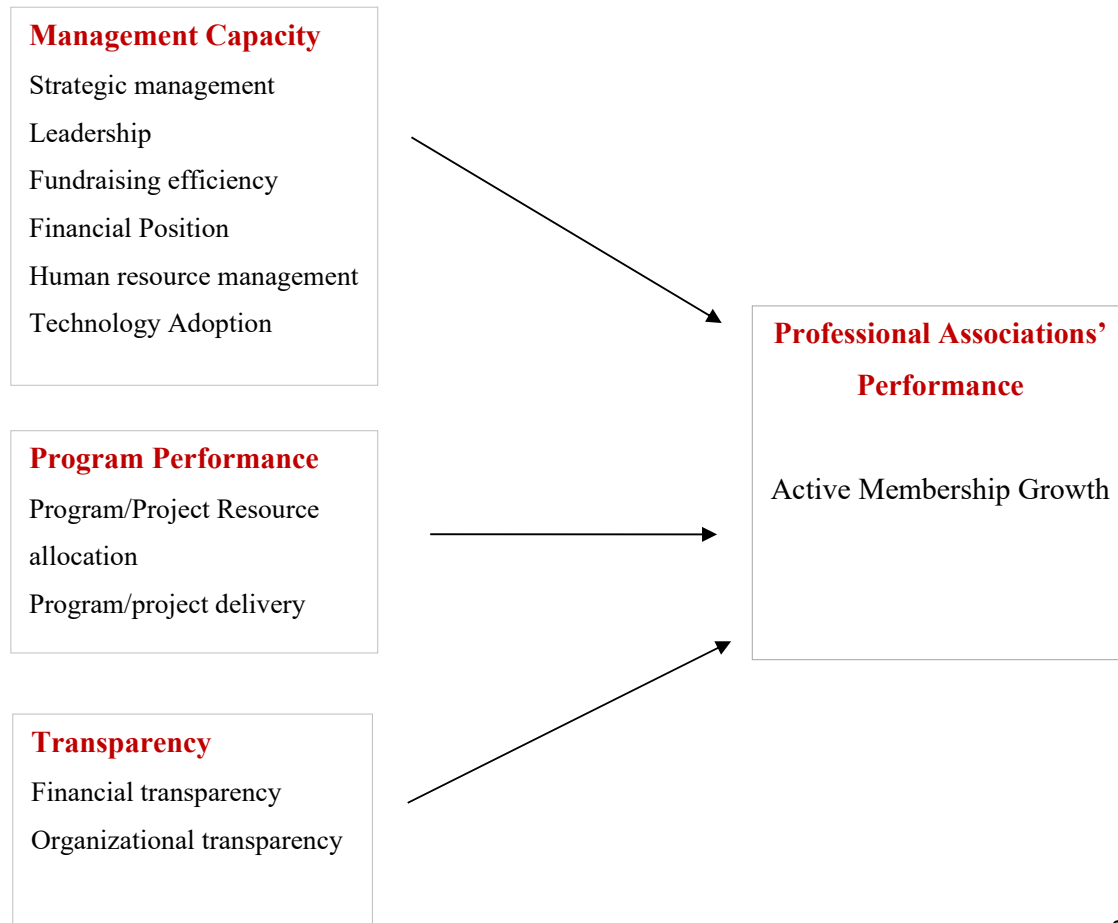 Management Capacity
Strategic management
Leadership
Fundraising efficiency
Financial Position
Human resource management
Technology Adoption
Program Performance
Program/Project Resource
allocation
Program/project delivery
Transparency
Financial transparency
Organizational transparency
Professional Associations’
Performance
Active Membership Growth